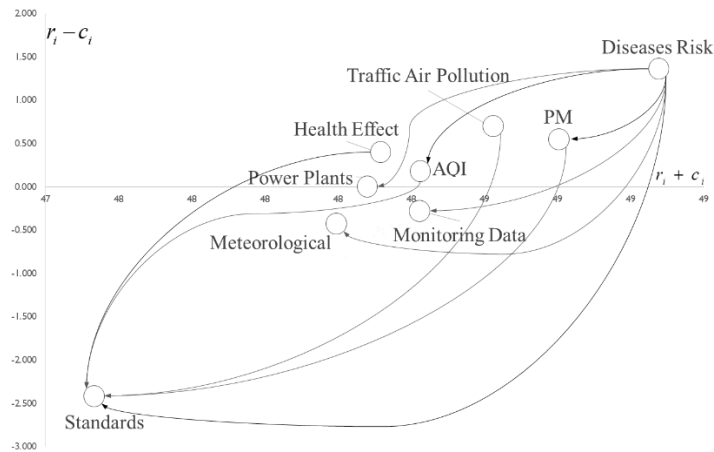 2.000
r_i − c_i
Diseases Risk
1.500
Traffic Air Pollution
1.000
PM
Health Effect
0.500
Power Plants
AQI
r_i + c_i
0.000
47 48 48 48 48 48 49 49 49 49
Meteorological
Monitoring Data
-0.500
-1.000
-1.500
-2.000
-2.500
Standards
-3.000